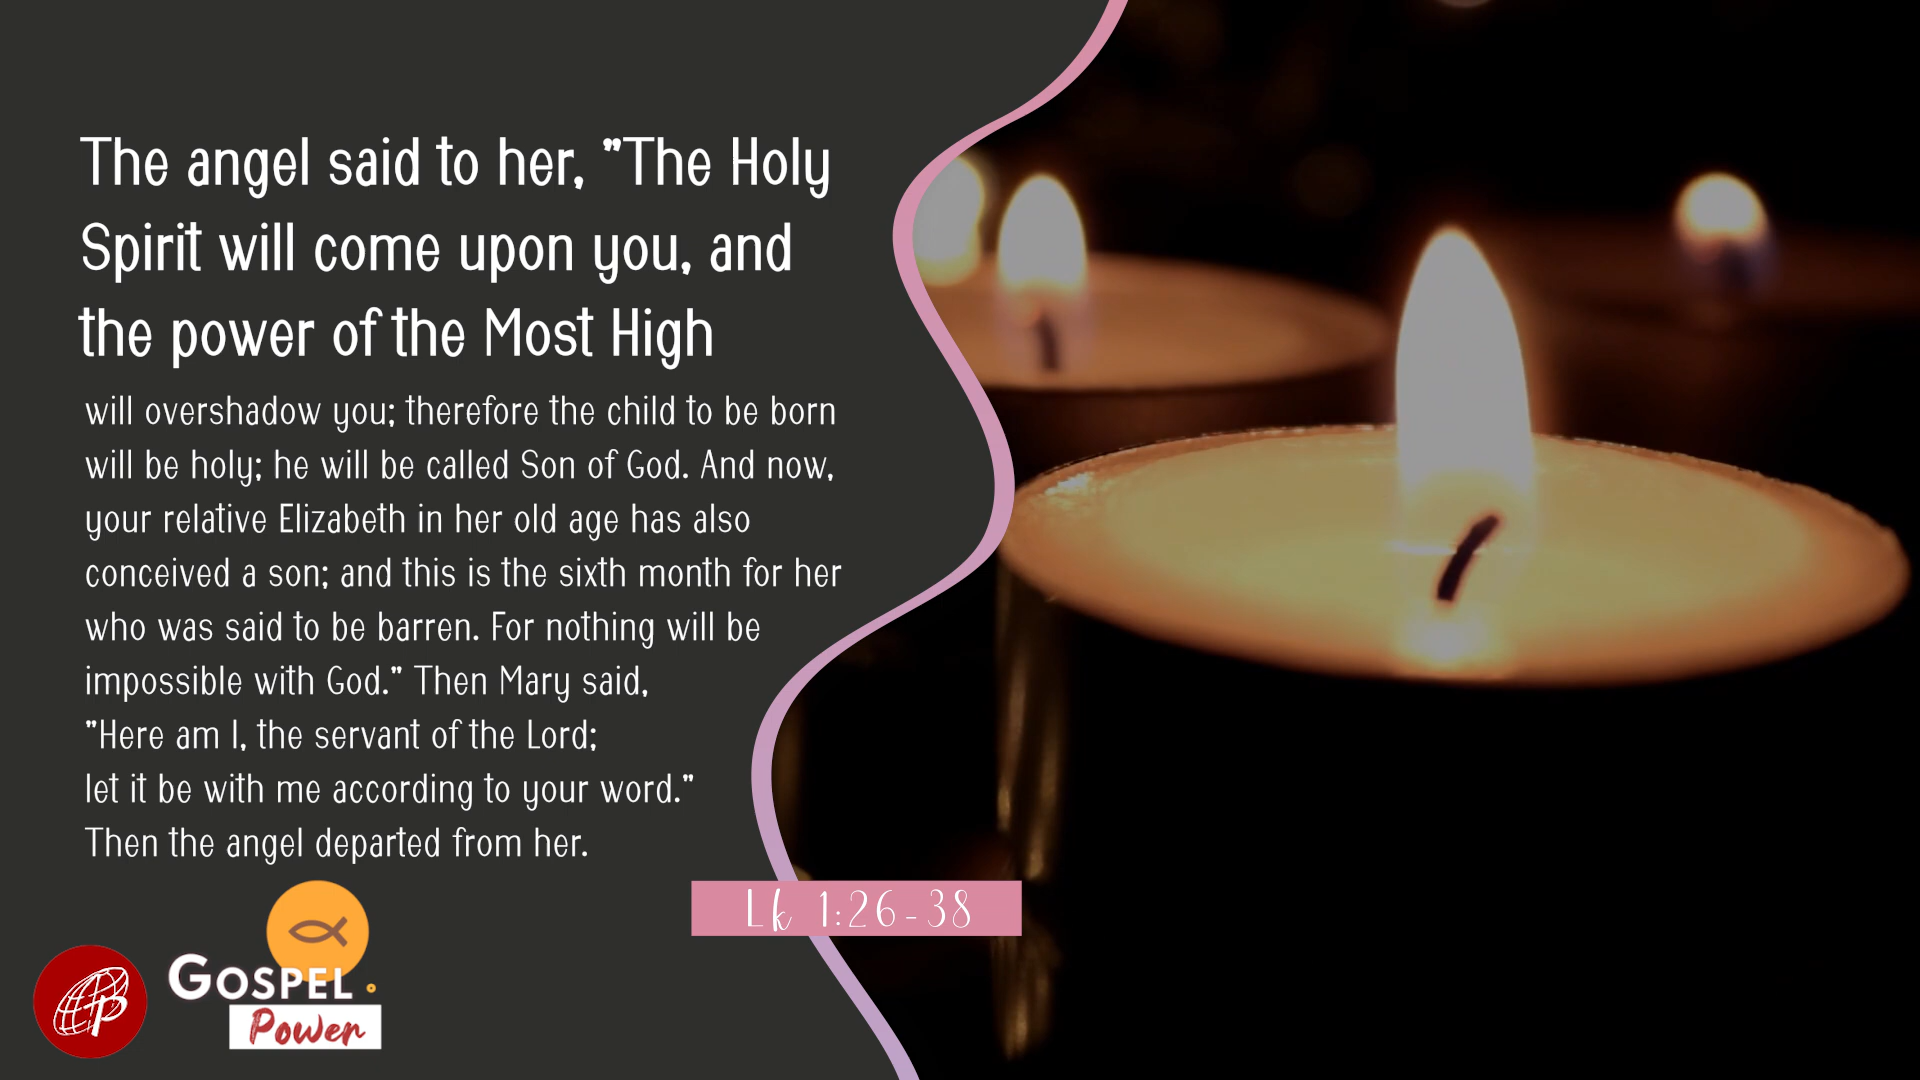 The angel said to her, "The Holy
Spirit will come upon you, and
the power of the Most High
will overshadow you; therefore the child to be born
will be holy; he will be called Son of God. And now,
your relative Elizabeth in her old age has also
conceived a son; and this is the sixth month for her
who was said to be barren. For nothing will be
impossible with God." Then Mary said,
"Here am I, the servant of the Lord;
let it be with me according to your word."
Then the angel departed from her.
Lk 1:26-38
GOSPEL
Power